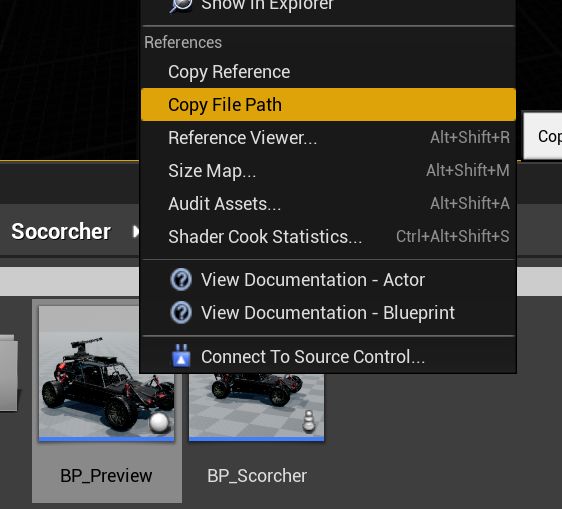 Show in Explorer
References
Copy Reference
Copy File Path
Reference Viewer... Alt+Shift+R
Cop
Size Map... Alt+Shift+M
Audit Assets... Alt+Shift+A
Socorcher
Shader Cook Statistics... Ctrl+Alt+Shift+S
View Documentation - Actor
View Documentation - Blueprint
Connect To Source Control...
BP_Preview BP_Scorcher